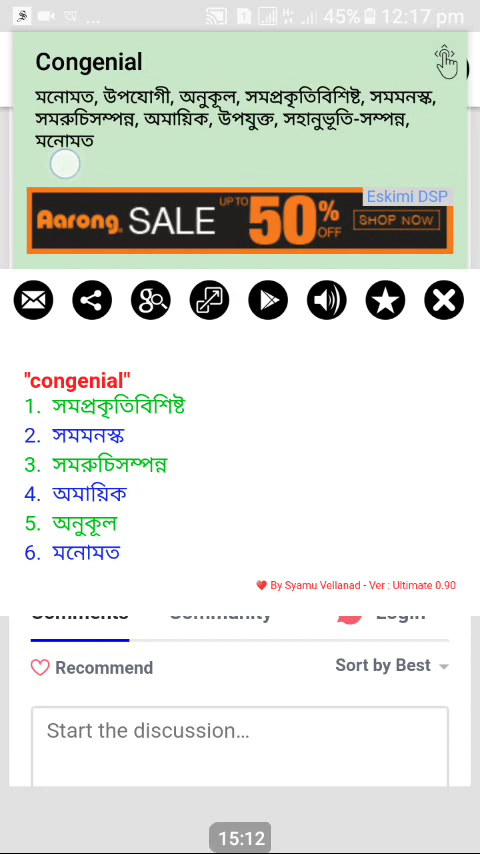 অ ...
45% 12:17 pm
Congenial
মনোমত, উপযোগী, অনুকূল, সমপ্রকৃতিবিশিষ্ট, সমমনস্ক,
সমরুচিসম্পন্ন, অমায়িক, উপযুক্ত, সহানুভূতি-সম্পন্ন,
মনোমত
Eskimi DSP
Aarong SALE UP TO 50% OFF SHOP NOW
"congenial"
1. সমপ্রকৃতিবিশিষ্ট
2. সমমনস্ক
3. সমরুচিসম্পন্ন
4. অমায়িক
5. অনুকূল
6. মনোমত
By Syamu Vellanad - Ver : Ultimate 0.90
Comments Community Login
Recommend Sort by Best
Start the discussion...
15:12